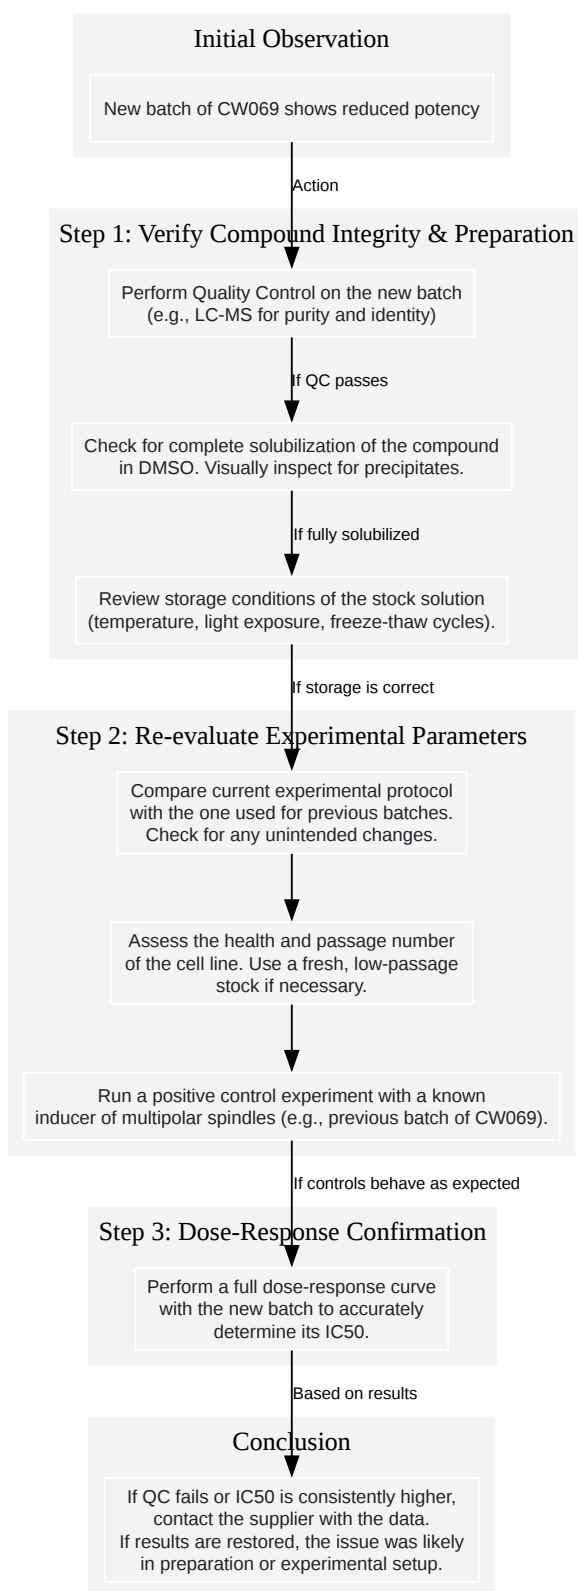 Initial Observation
New batch of CW069 shows reduced potency
Action
Step 1: Verify Compound Integrity & Preparation
Perform Quality Control on the new batch
(e.g., LC-MS for purity and identity)
If QC passes
Check for complete solubilization of the compound
in DMSO. Visually inspect for precipitates.
If fully solubilized
Review storage conditions of the stock solution
(temperature, light exposure, freeze-thaw cycles).
If storage is correct
Step 2: Re-evaluate Experimental Parameters
Compare current experimental protocol
with the one used for previous batches.
Check for any unintended changes.
Assess the health and passage number
of the cell line. Use a fresh, low-passage
stock if necessary.
Run a positive control experiment with a known
inducer of multipolar spindles (e.g., previous batch of CW069).
If controls behave as expected
Step 3: Dose-Response Confirmation
Perform a full dose-response curve
with the new batch to accurately
determine its IC50.
Based on results
Conclusion
If QC fails or IC50 is consistently higher,
contact the supplier with the data.
If results are restored, the issue was likely
in preparation or experimental setup.